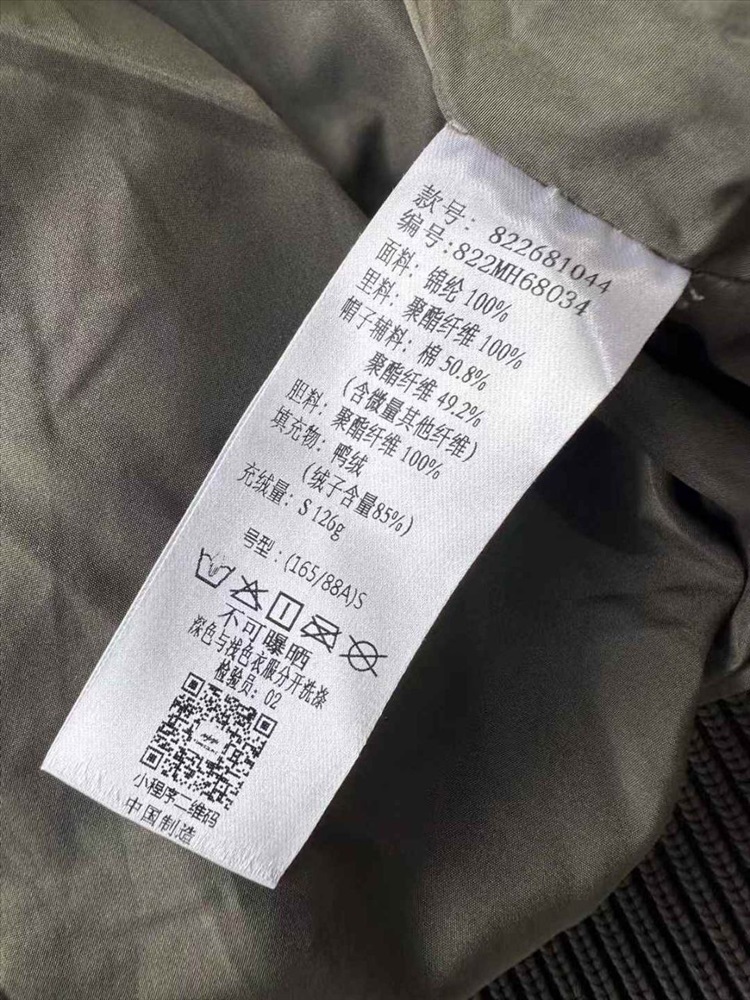 款号: 822681044
编号:822MH68034
面料: 锦纶 100%
里料: 聚酯纤维 100%
帽子辅料: 棉 50.8%
聚酯纤维 49.2%
(含微量其他纤维)
胆料: 聚酯纤维 100%
填充物: 鸭绒
(绒子含量85%)
充绒量: S 126g
号型: (165/88A)S
不可曝晒
深色与浅色衣服分开洗涤
检验员: 02
小程序二维码
中国制造